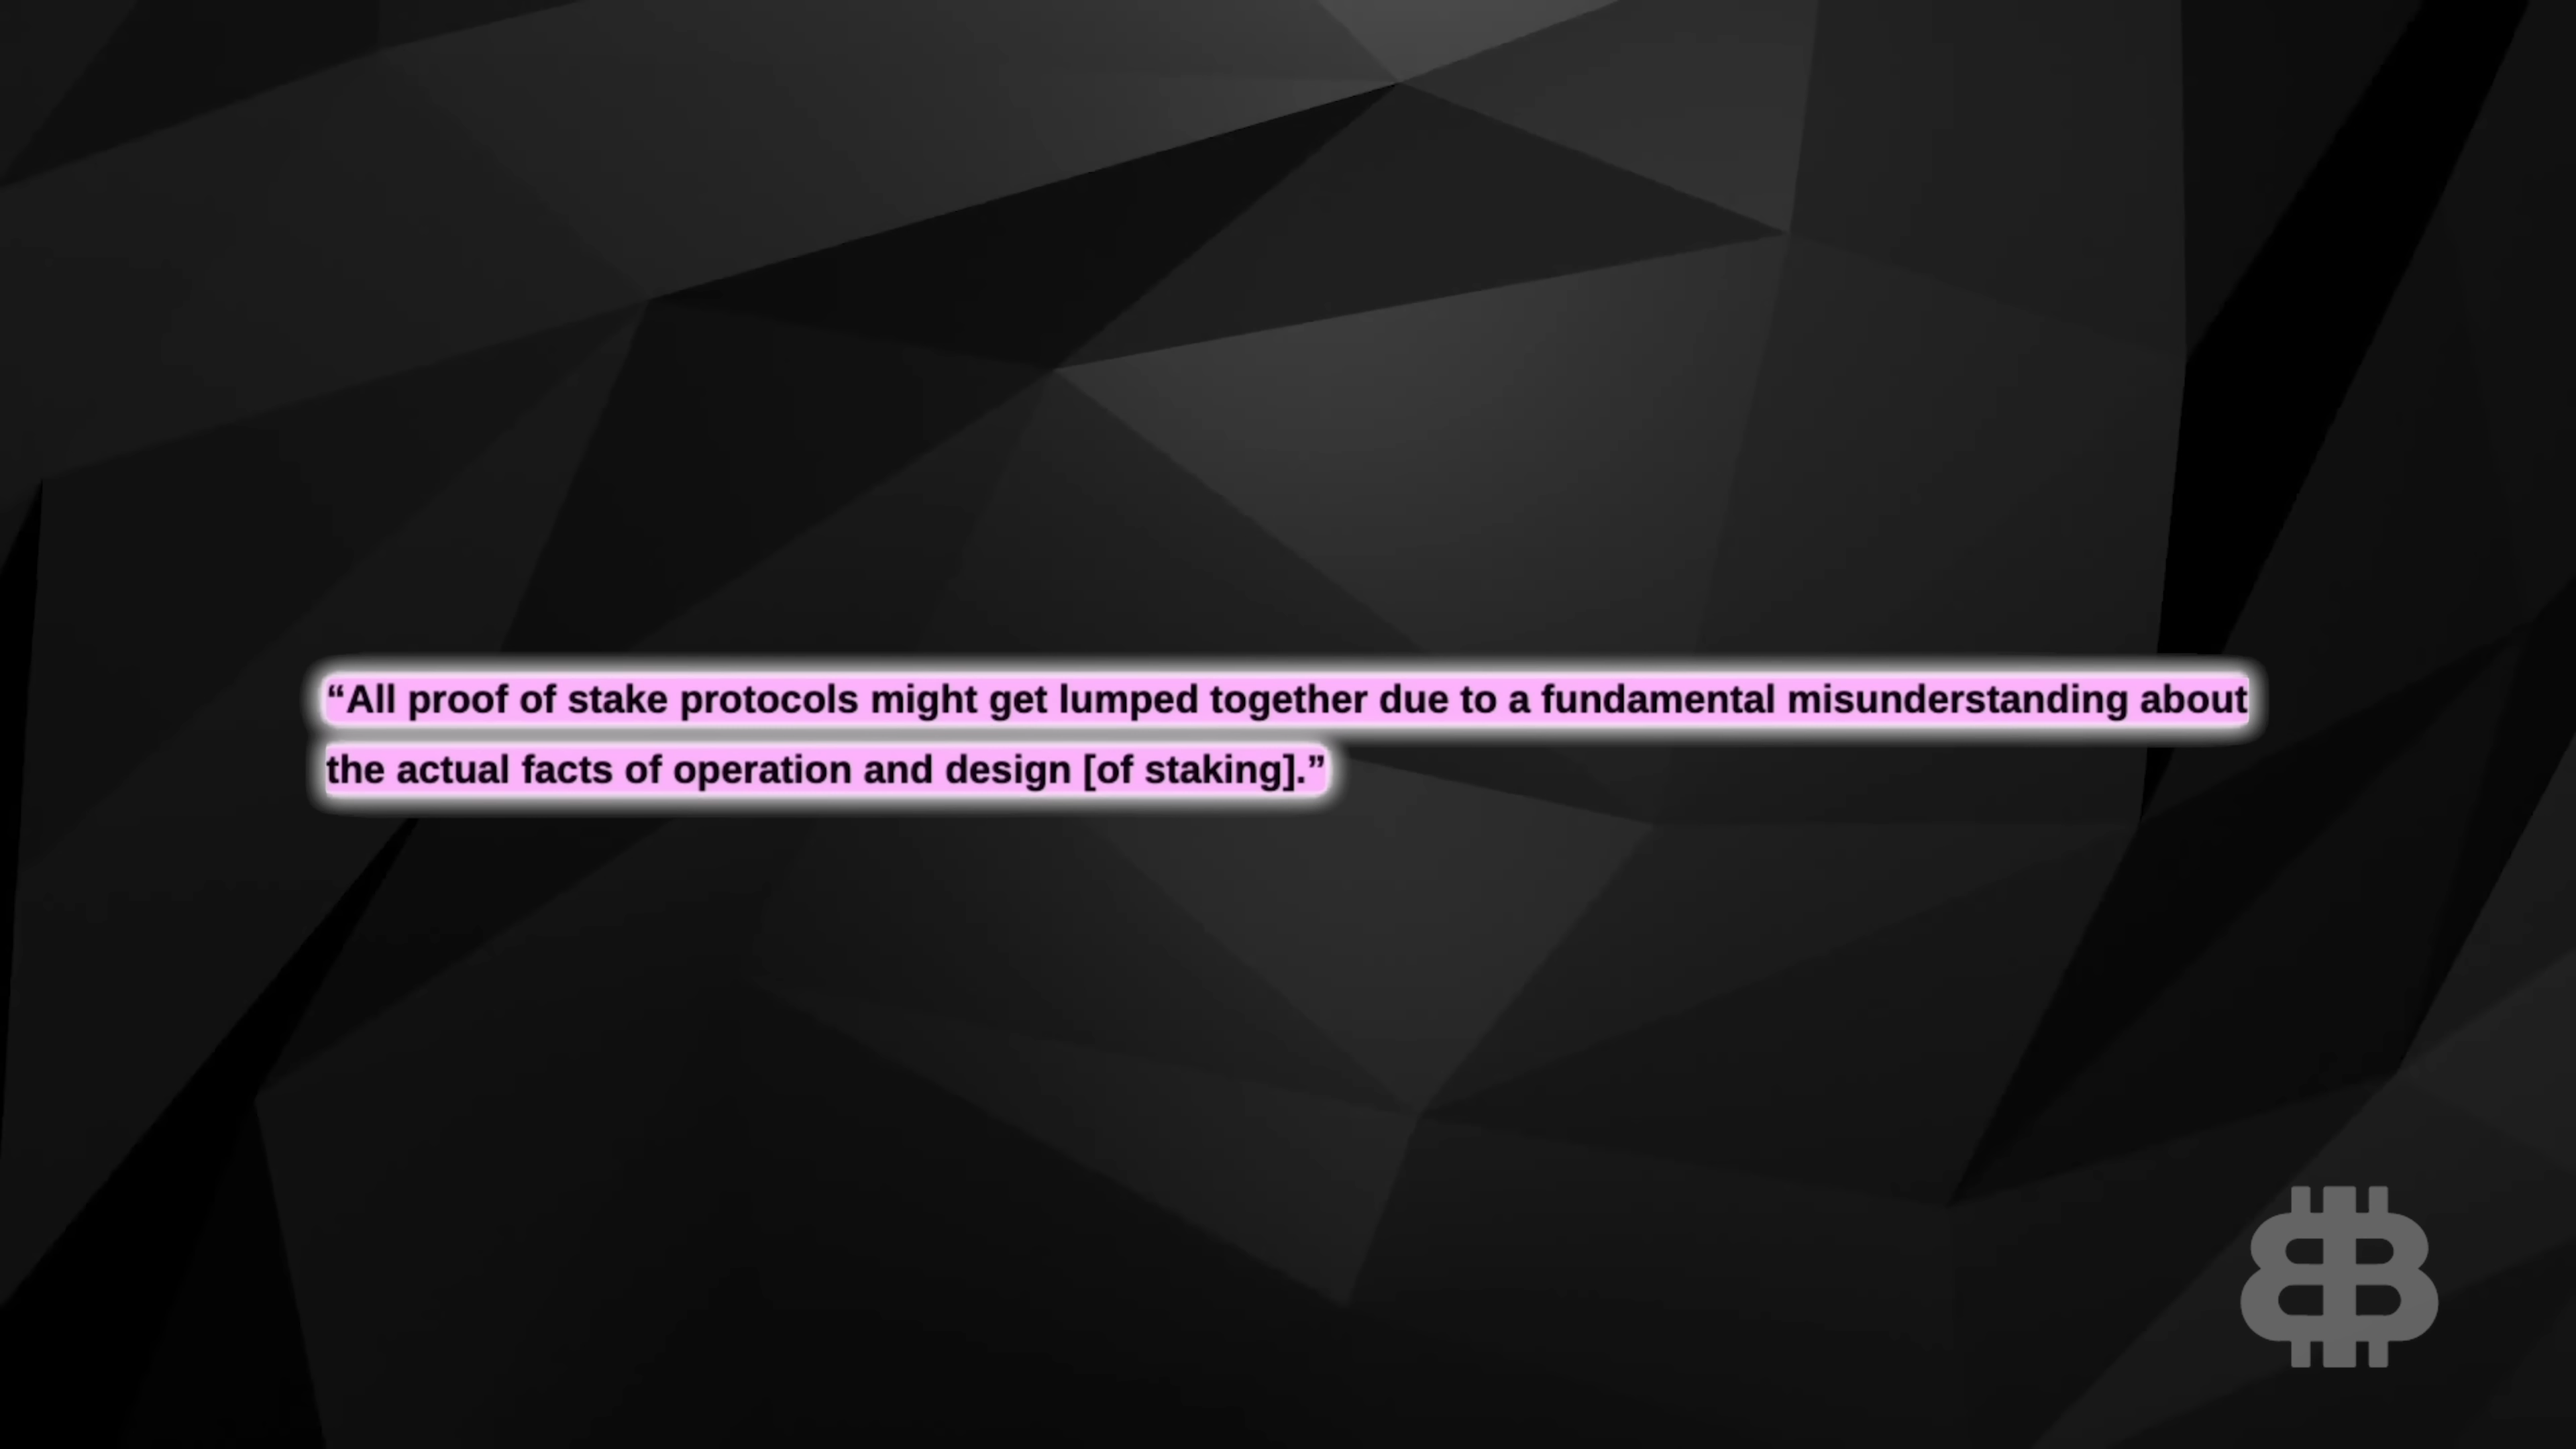 “All proof of stake protocols might get lumped together due to a fundamental misunderstanding about
the actual facts of operation and design [of staking].”